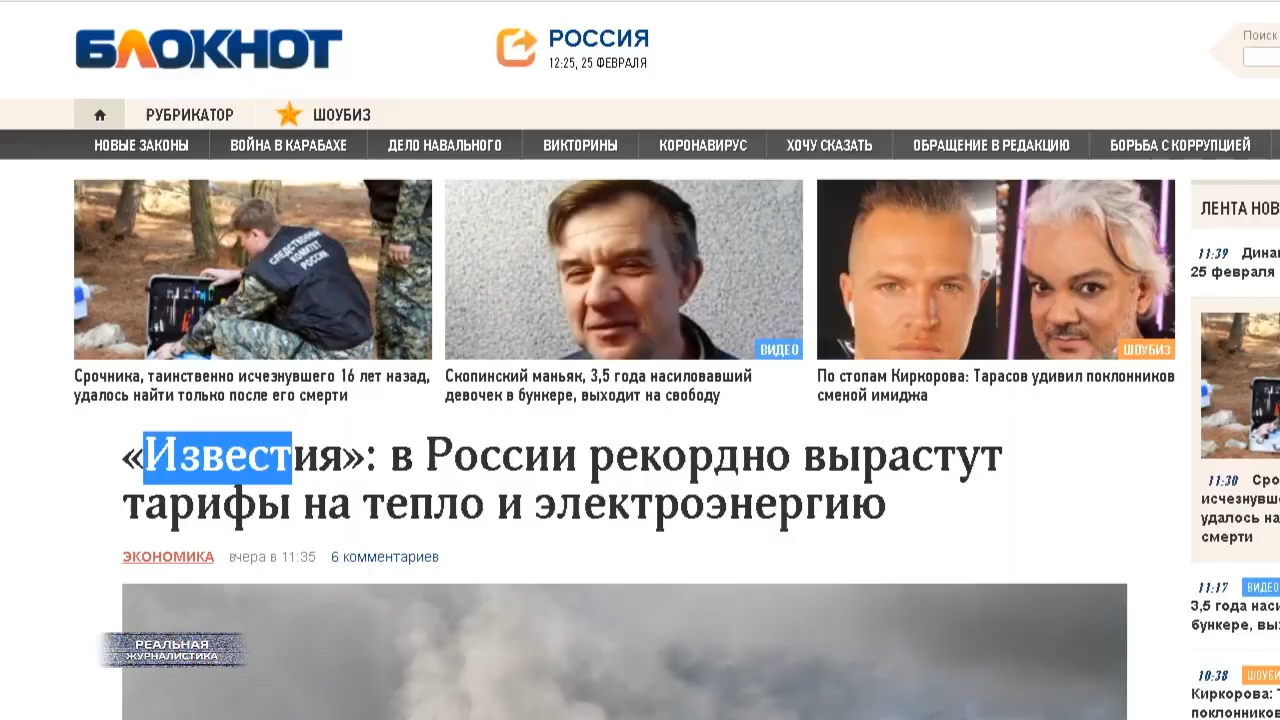 БЛОКНОТ
РОССИЯ
12:25, 25 ФЕВРАЛЯ
Поиск
РУБРИКАТОР
ШОУБИЗ
НОВЫЕ ЗАКОНЫ
ВОЙНА В КАРАБАХЕ
ДЕЛО НАВАЛЬНОГО
ВИКТОРИНЫ
КОРОНАВИРУС
ХОЧУ СКАЗАТЬ
ОБРАЩЕНИЕ В РЕДАКЦИЮ
БОРЬБА С КОРРУПЦИЕЙ
СЛЕДСТВЕННЫЙ
КОМИТЕТ
РОССИИ
ВИДЕО
ШОУБИЗ
Срочника, таинственно исчезнувшего 16 лет назад,
удалось найти только после его смерти
Скопинский маньяк, 3,5 года насиловавший
девочек в бункере, выходит на свободу
По стопам Киркорова: Тарасов удивил поклонников
сменой имиджа
«Известия»: в России рекордно вырастут
тарифы на тепло и электроэнергию
ЭКОНОМИКА вчера в 11:35 6 комментариев
РЕАЛЬНАЯ
ЖУРНАЛИСТИКА
ЛЕНТА НОВ
11:39 Дина
25 февраля
11:30 Сро
исчезнувш
удалось на
смерти
11:17 ВИДЕО
3,5 года наси
бункере, вы
10:38 ШОУБИ
Киркорова:
поклонников